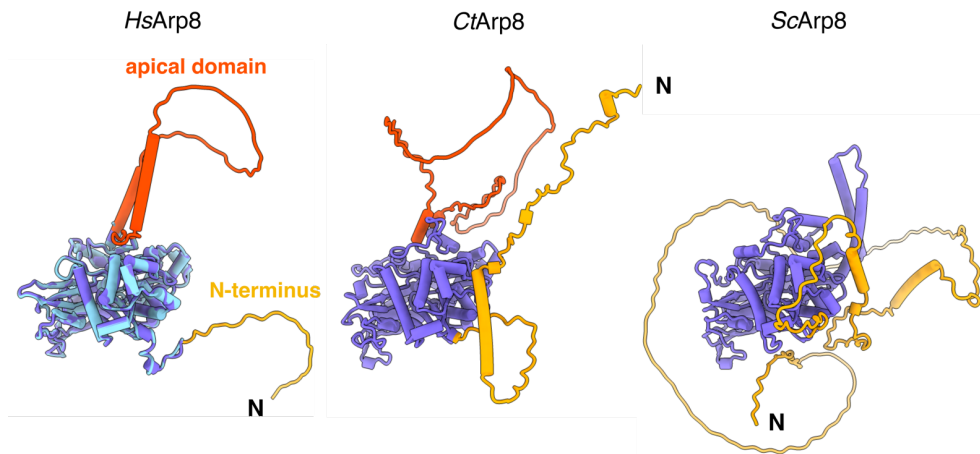 HsArp8
CtArp8
ScArp8
apical domain
N
N-terminus
N
N